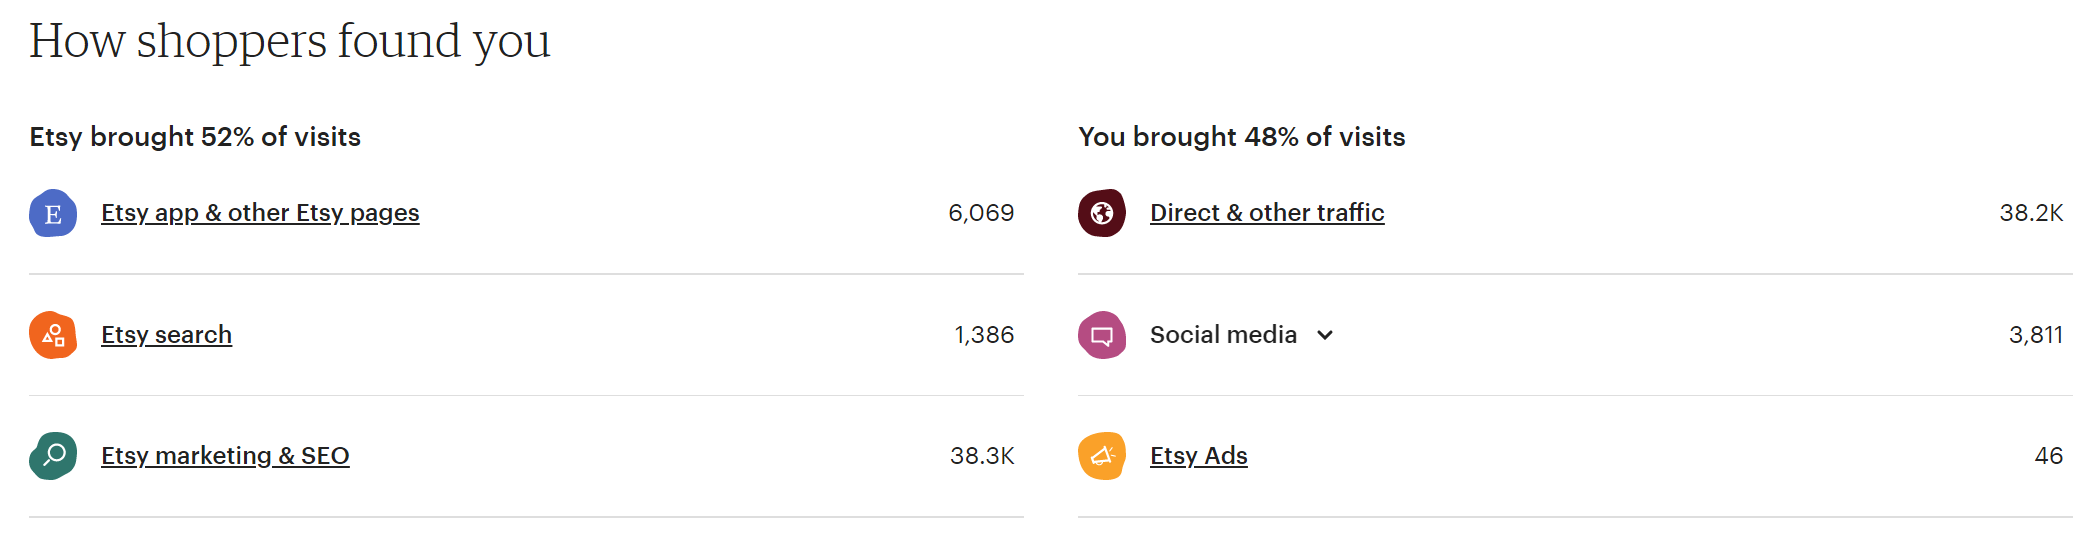 How shoppers found you
Etsy brought 52% of visits
E Etsy app & other Etsy pages 6,069
Etsy search 1,386
Etsy marketing & SEO 38.3K
You brought 48% of visits
Direct & other traffic 38.2K
Social media 3,811
Etsy Ads 46